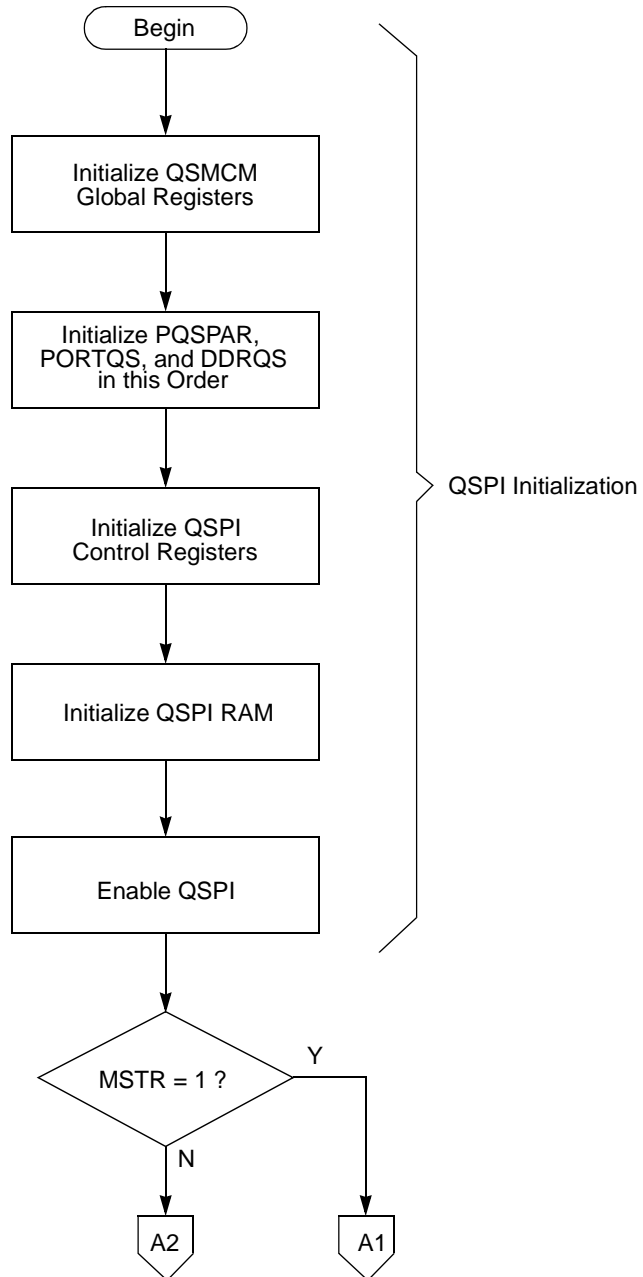 Begin
Initialize QSMCM
Global Registers
Initialize PQSPAR,
PORTQS, and DDRQS
in this Order
QSPI Initialization
Initialize QSPI
Control Registers
Initialize QSPI RAM
Enable QSPI
MSTR = 1 ?
Y
N
A2
A1